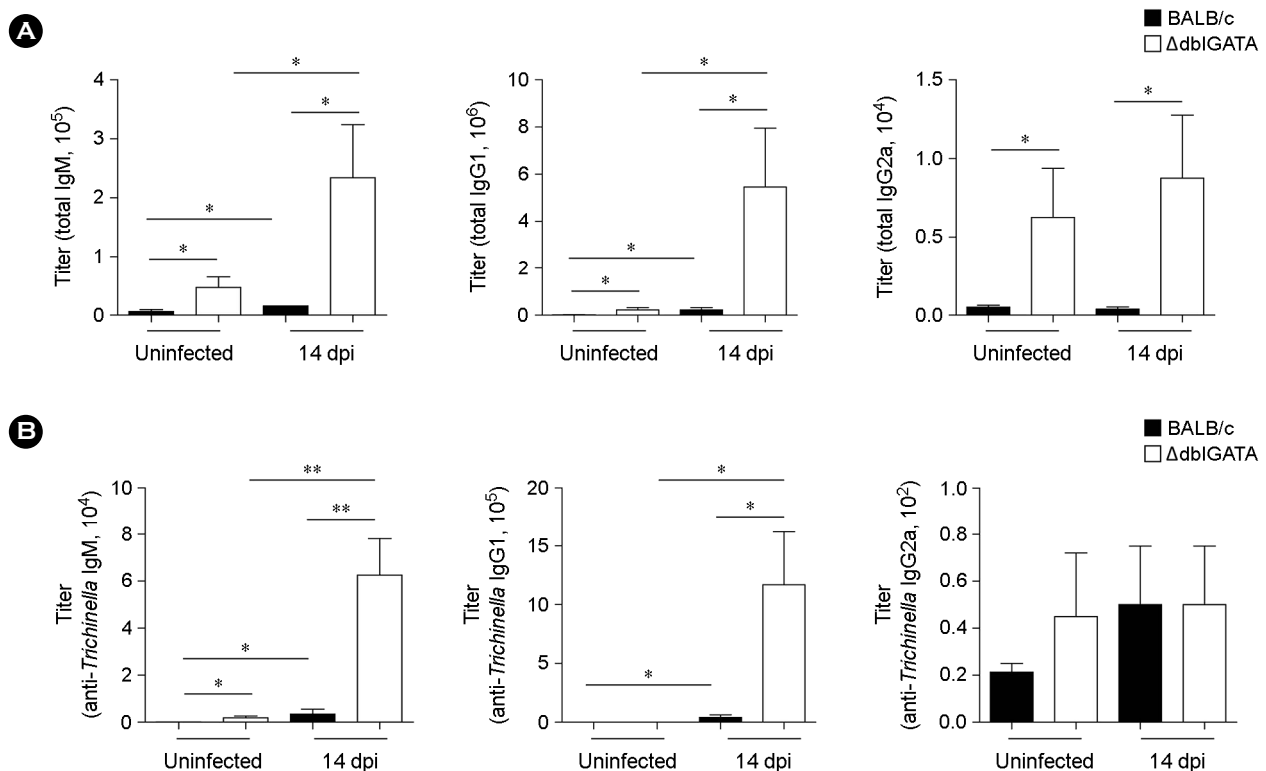 A
BALB/c
ΔdblGATA
Titer (total IgM, 10⁵)
4
3
2
1
0
*
*
*
*
Uninfected
14 dpi
Titer (total IgG1, 10⁶)
10
8
6
4
2
0
*
*
*
*
Uninfected
14 dpi
Titer (total IgG2a, 10⁴)
1.5
1.0
0.5
0.0
*
*
Uninfected
14 dpi
B
BALB/c
ΔdblGATA
Titer
(anti-Trichinella IgM, 10⁴)
10
8
6
4
2
0
**
**
*
*
Uninfected
14 dpi
Titer
(anti-Trichinella IgG1, 10⁵)
20
15
10
5
0
*
*
*
Uninfected
14 dpi
Titer
(anti-Trichinella IgG2a, 10²)
1.0
0.8
0.6
0.4
0.2
0.0
Uninfected
14 dpi